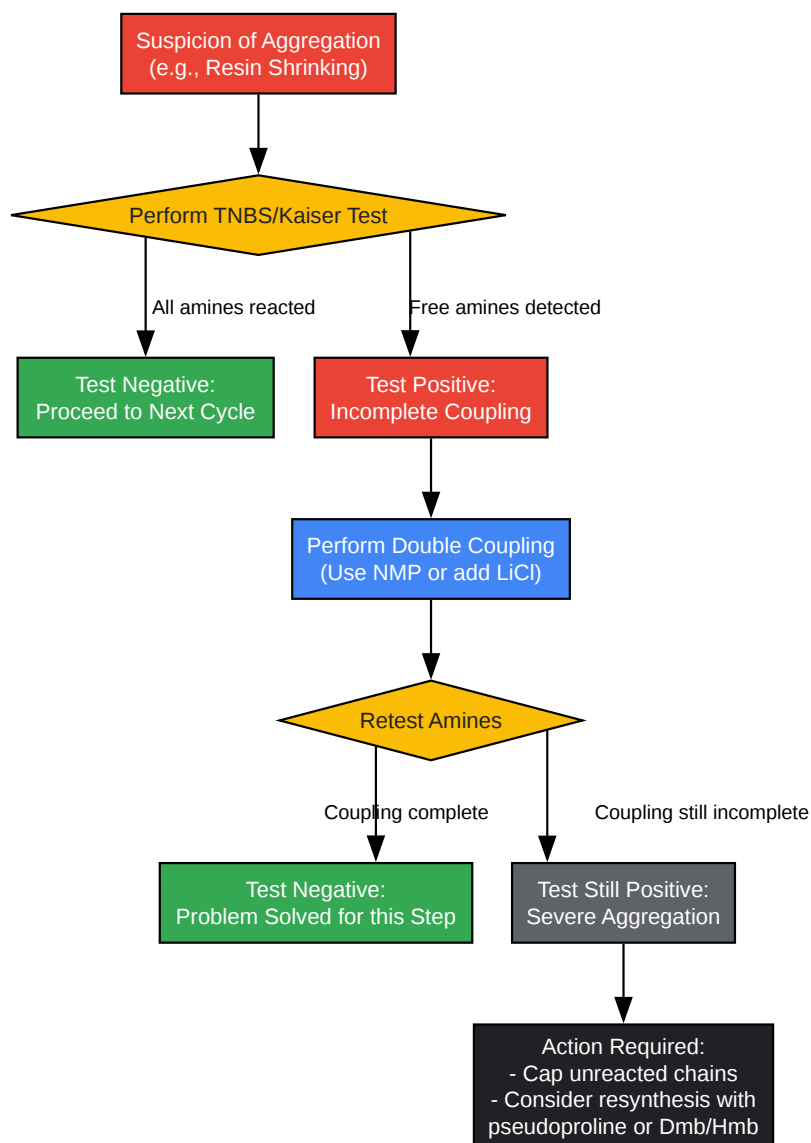 Suspicion of Aggregation
(e.g., Resin Shrinking)
Perform TNBS/Kaiser Test
All amines reacted
Free amines detected
Test Negative:
Proceed to Next Cycle
Test Positive:
Incomplete Coupling
Perform Double Coupling
(Use NMP or add LiCl)
Retest Amines
Coupling complete
Coupling still incomplete
Test Negative:
Problem Solved for this Step
Test Still Positive:
Severe Aggregation
Action Required:
- Cap unreacted chains
- Consider resynthesis with
pseudoproline or Dmb/Hmb